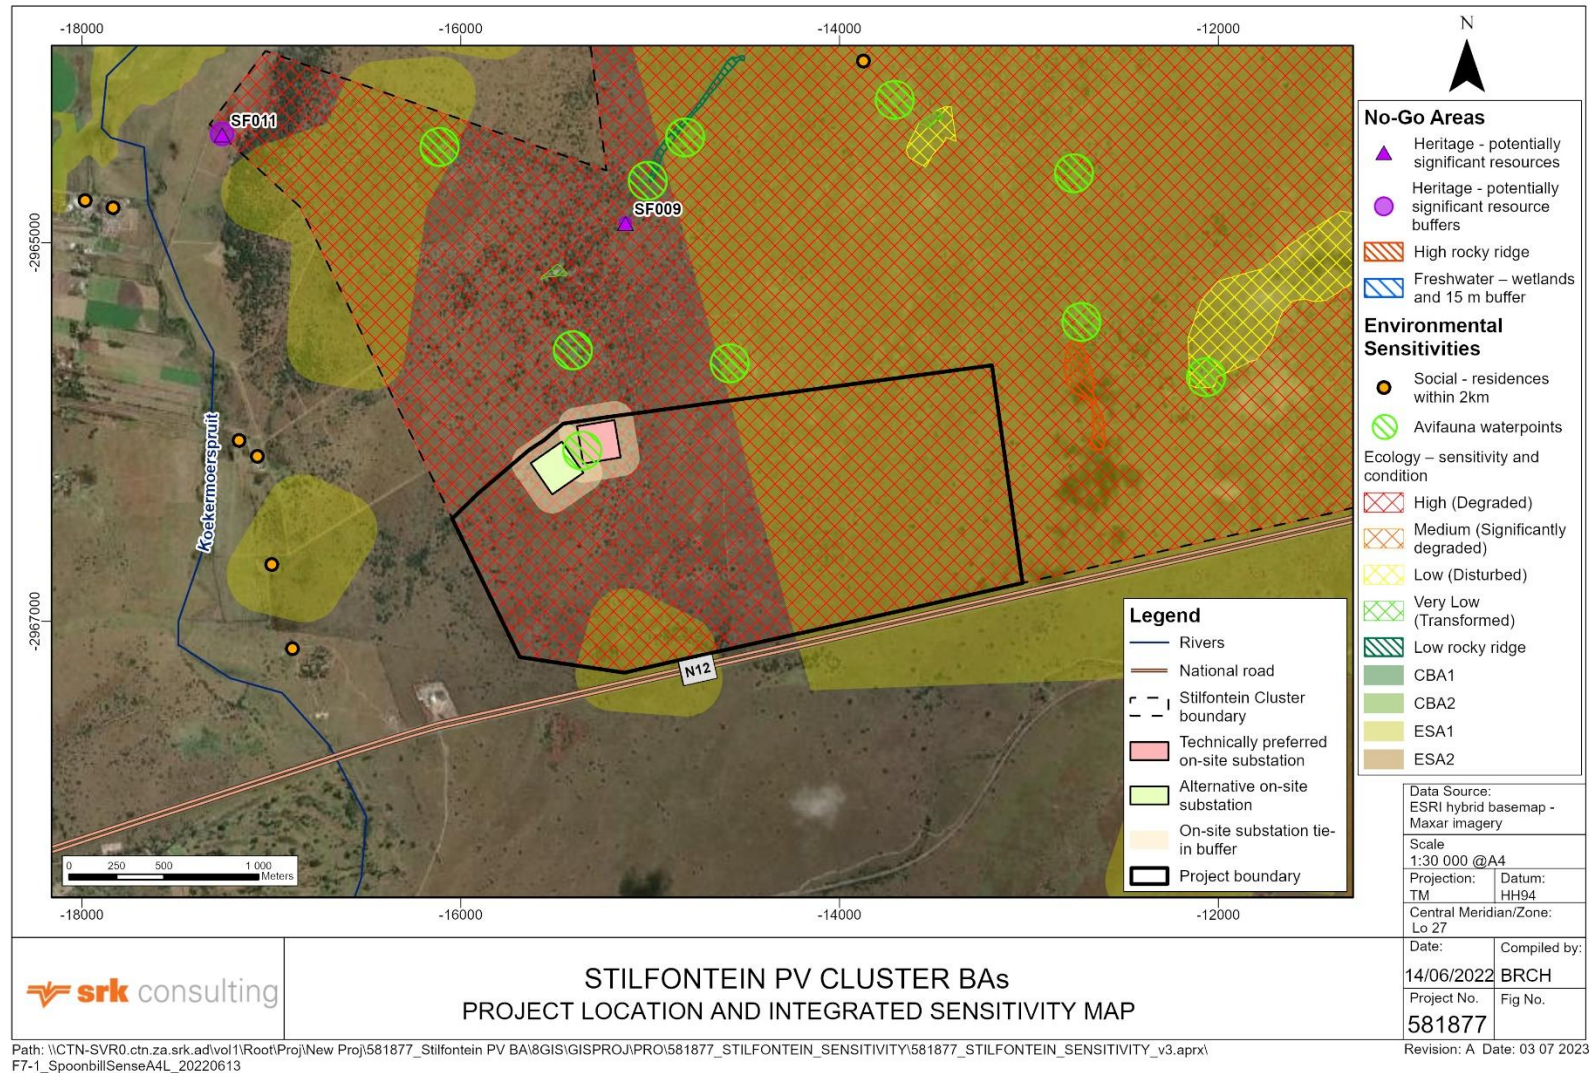 -18000
-16000
-14000
-12000
-2965000
-2967000
SF011
SF009
Koekermoerspruit
N12
0 250 500 1 000
Meters
-18000
-16000
-14000
-12000
Legend
Rivers
National road
Stilfontein Cluster
boundary
Technically preferred
on-site substation
Alternative on-site
substation
On-site substation tie-
in buffer
Project boundary
N
No-Go Areas
Heritage - potentially
significant resources
Heritage - potentially
significant resource
buffers
High rocky ridge
Freshwater – wetlands
and 15 m buffer
Environmental
Sensitivities
Social - residences
within 2km
Avifauna waterpoints
Ecology – sensitivity and
condition
High (Degraded)
Medium (Significantly
degraded)
Low (Disturbed)
Very Low
(Transformed)
Low rocky ridge
CBA1
CBA2
ESA1
ESA2
Data Source:
ESRI hybrid basemap -
Maxar imagery
Scale
1:30 000 @A4
Projection: Datum:
TM HH94
Central Meridian/Zone:
Lo 27
Date: Compiled by:
14/06/2022 BRCH
Project No. Fig No.
581877
srk consulting
STILFONTEIN PV CLUSTER BAs
PROJECT LOCATION AND INTEGRATED SENSITIVITY MAP
Path: \\CTN-SVR0.ctn.za.srk.ad\vol1\Root\Proj\New Proj\581877_Stilfontein PV BA\8GIS\GISPROJ\PRO\581877_STILFONTEIN_SENSITIVITY\581877_STILFONTEIN_SENSITIVITY_v3.aprx\
F7-1_SpoonbillSenseA4L_20220613
Revision: A Date: 03 07 2023